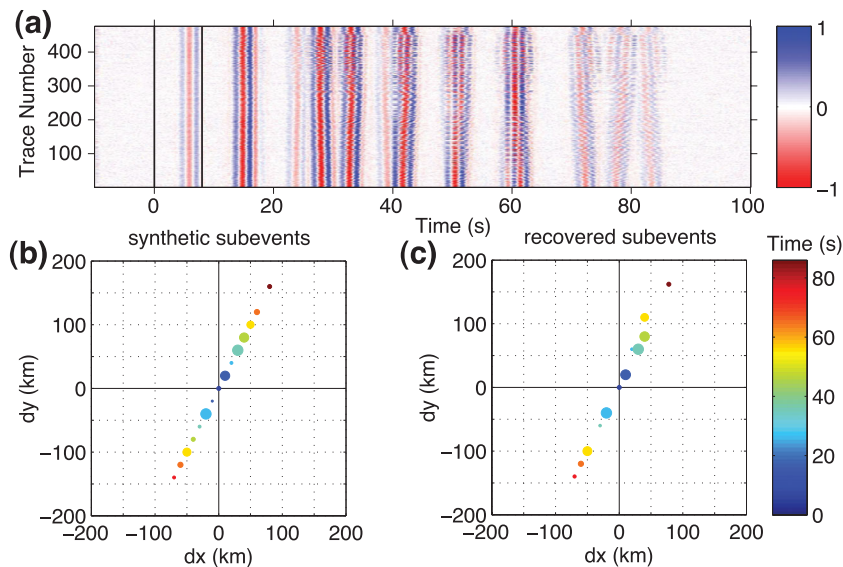 (a)
Trace Number
400
300
200
100
0 20 40 60 80 100
Time (s)
1
0
−1
(b)
synthetic subevents
200
100
0
−100
−200
−200 −100 0 100 200
dy (km)
dx (km)
(c)
recovered subevents
200
100
0
−100
−200
−200 −100 0 100 200
dy (km)
dx (km)
Time (s)
80
60
40
20
0